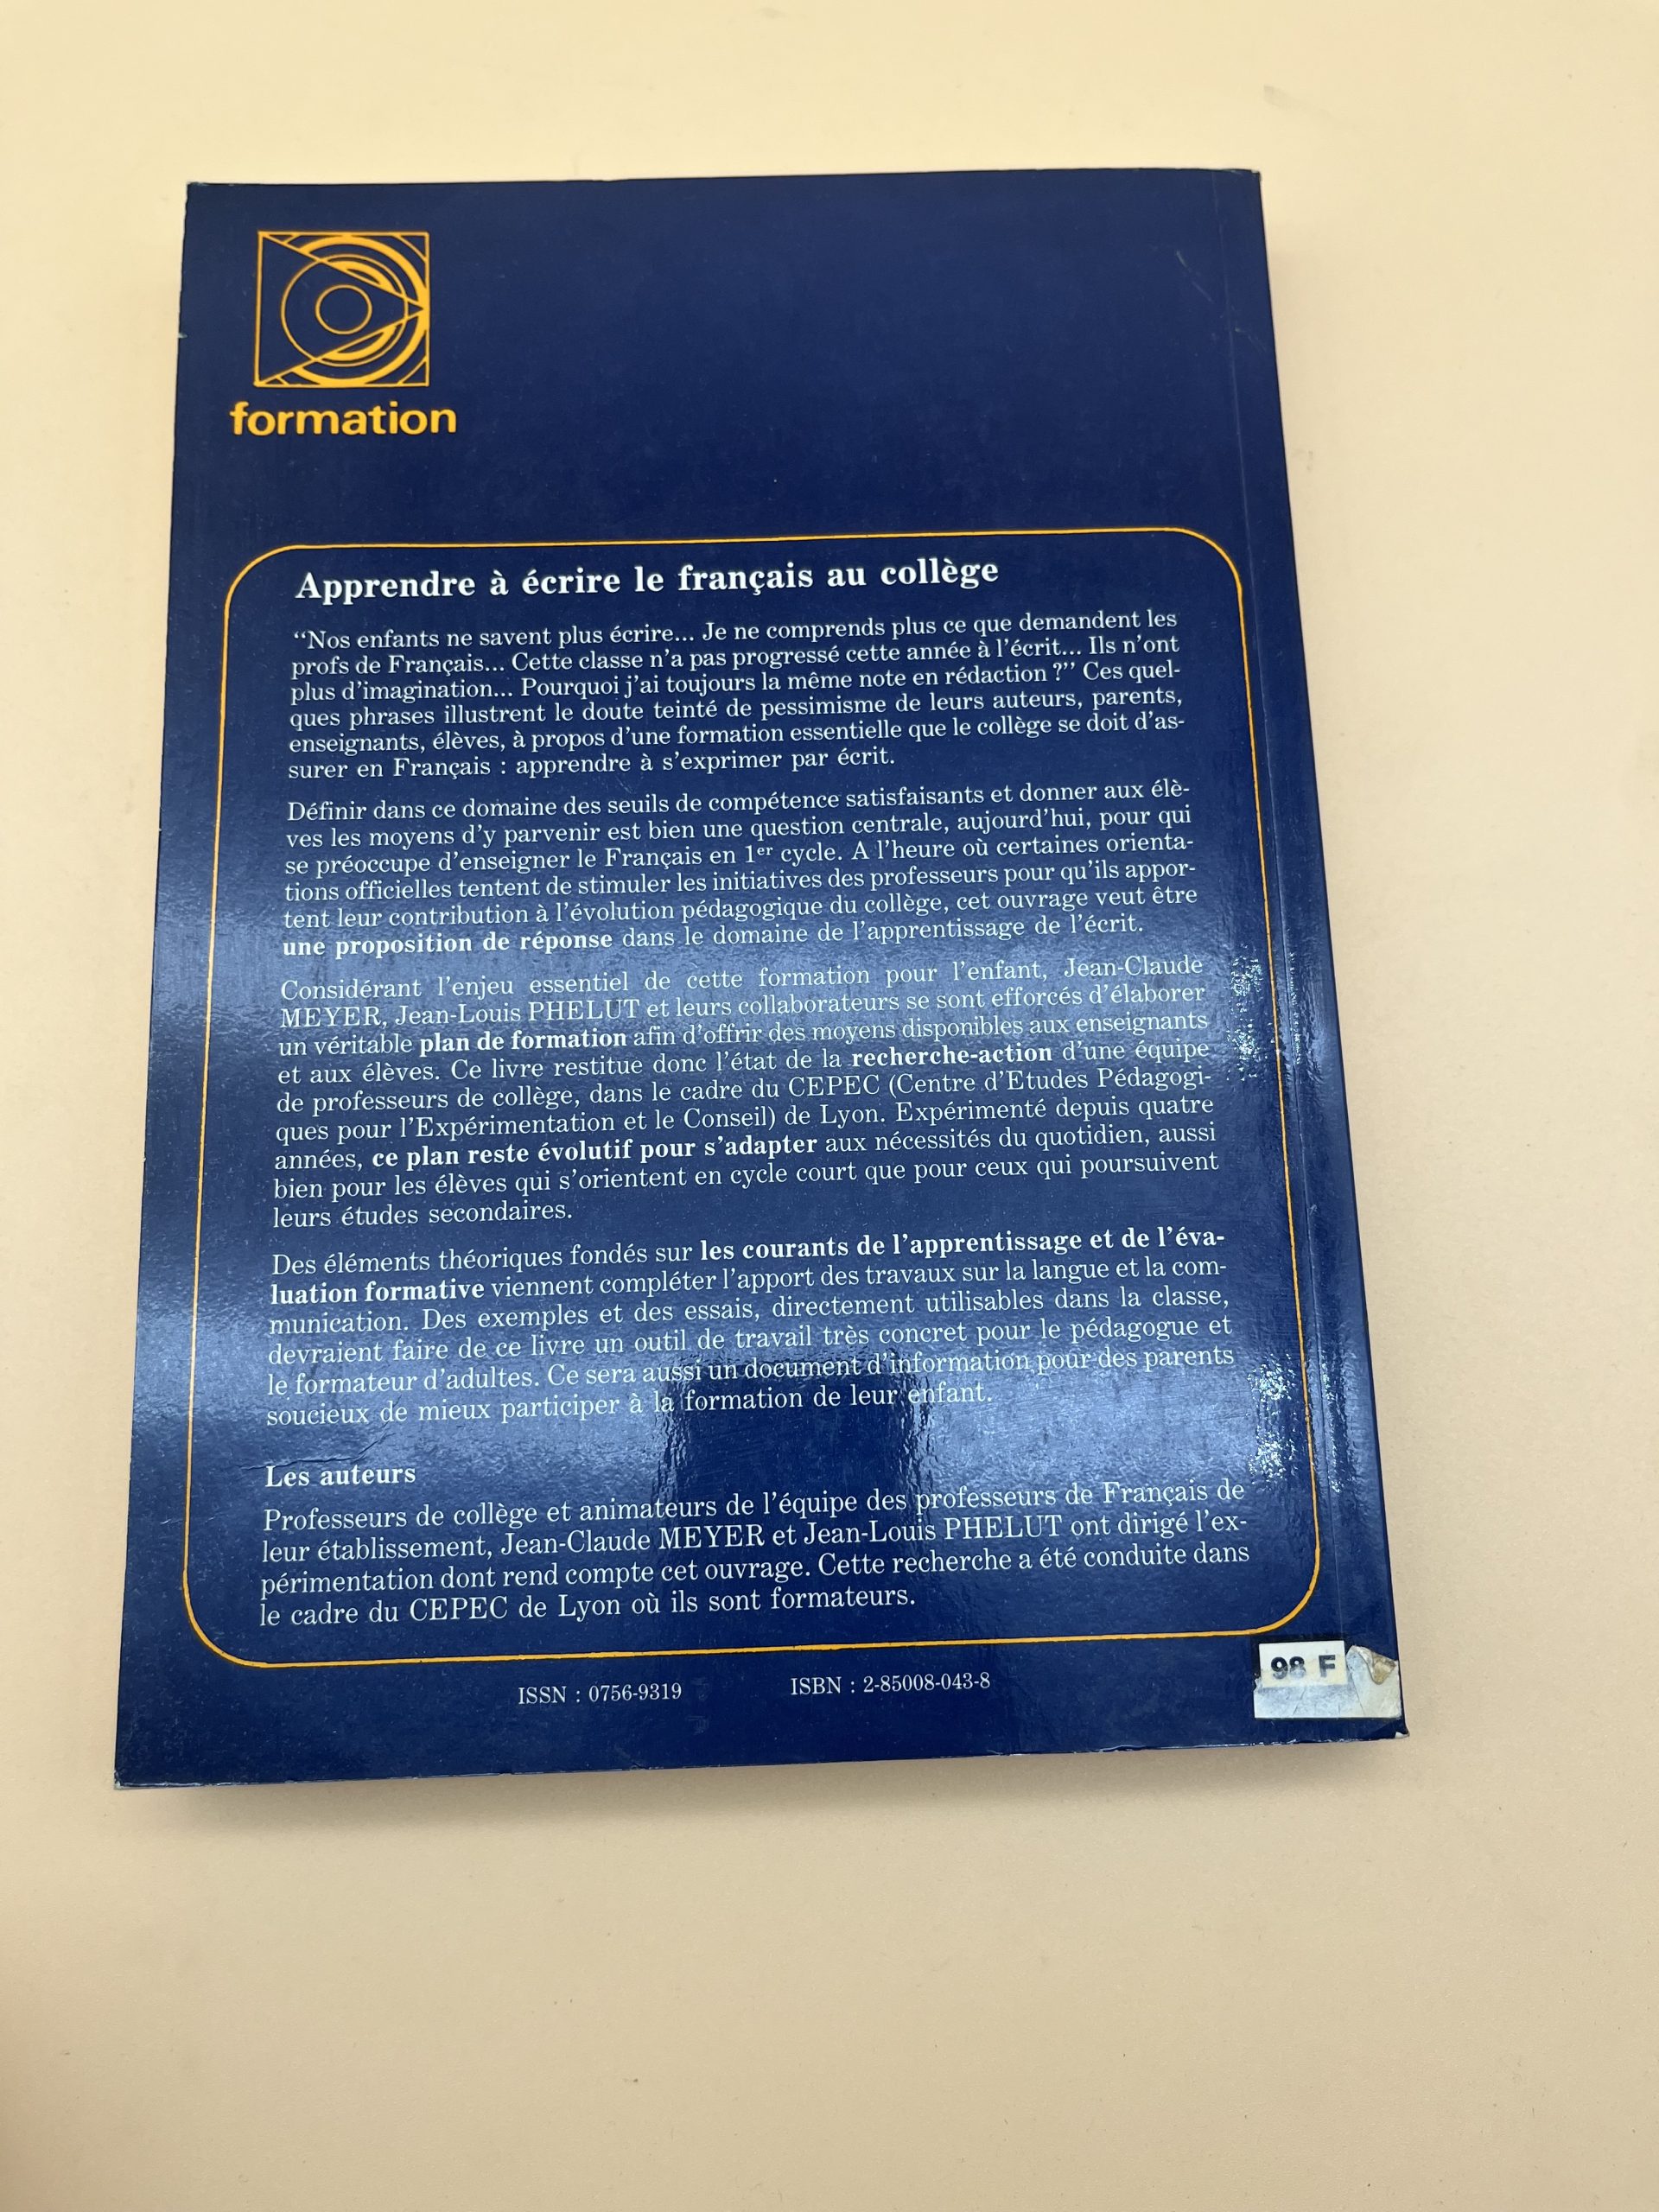 formation
Apprendre à écrire le français au collège
“Nos enfants ne savent plus écrire... Je ne comprends plus ce que demandent les
profs de Français... Cette classe n’a pas progressé cette année à l’écrit... Ils n’ont
plus d’imagination... Pourquoi j’ai toujours la même note en rédaction ?” Ces quel-
ques phrases illustrent le doute teinté de pessimisme de leurs auteurs, parents,
enseignants, élèves, à propos d’une formation essentielle que le collège se doit d’as-
surer en Français : apprendre à s’exprimer par écrit.
Définir dans ce domaine des seuils de compétence satisfaisants et donner aux élè-
ves les moyens d’y parvenir est bien une question centrale, aujourd’hui, pour qui
se préoccupe d’enseigner le Français en 1er cycle. A l’heure où certaines orienta-
tions officielles tentent de stimuler les initiatives des professeurs pour qu’ils appor-
tent leur contribution à l’évolution pédagogique du collège, cet ouvrage veut être
une proposition de réponse dans le domaine de l’apprentissage de l’écrit.
Considérant l’enjeu essentiel de cette formation pour l’enfant, Jean-Claude
MEYER, Jean-Louis PHELUT et leurs collaborateurs se sont efforcés d’élaborer
un véritable plan de formation afin d’offrir des moyens disponibles aux enseignants
et aux élèves. Ce livre restitue donc l’état de la recherche-action d’une équipe
de professeurs de collège, dans le cadre du CEPEC (Centre d’Etudes Pédagogi-
ques pour l’Expérimentation et le Conseil) de Lyon. Expérimenté depuis quatre
années, ce plan reste évolutif pour s’adapter aux nécessités du quotidien, aussi
bien pour les élèves qui s’orientent en cycle court que pour ceux qui poursuivent
leurs études secondaires.
Des éléments théoriques fondés sur les courants de l’apprentissage et de l’éva-
luation formative viennent compléter l’apport des travaux sur la langue et la com-
munication. Des exemples et des essais, directement utilisables dans la classe,
devraient faire de ce livre un outil de travail très concret pour le pédagogue et
le formateur d’adultes. Ce sera aussi un document d’information pour des parents
soucieux de mieux participer à la formation de leur enfant.
Les auteurs
Professeurs de collège et animateurs de l’équipe des professeurs de Français de
leur établissement, Jean-Claude MEYER et Jean-Louis PHELUT ont dirigé l’ex-
périmentation dont rend compte cet ouvrage. Cette recherche a été conduite dans
le cadre du CEPEC de Lyon où ils sont formateurs.
ISSN : 0756-9319
ISBN : 2-85008-043-8
98 F